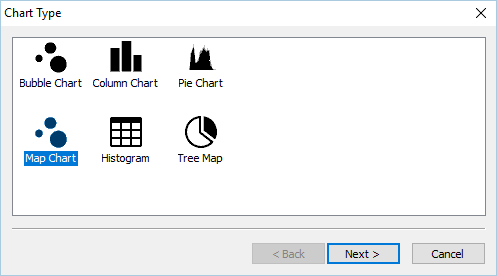 Chart Type
Bubble Chart Column Chart Pie Chart
Map Chart Histogram Tree Map
< Back Next > Cancel